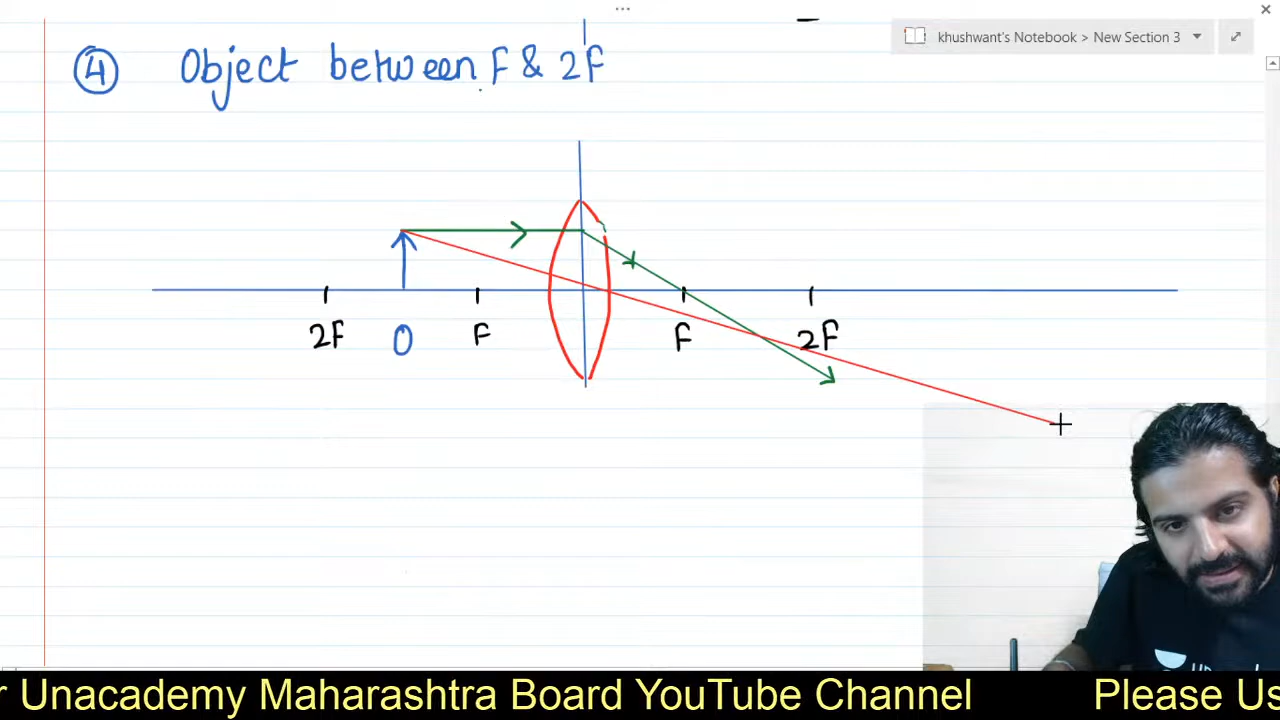 khushwant's Notebook > New Section 3
④ Object between F & 2F
2F O F F 2F
r Unacademy Maharashtra Board YouTube Channel Please Us